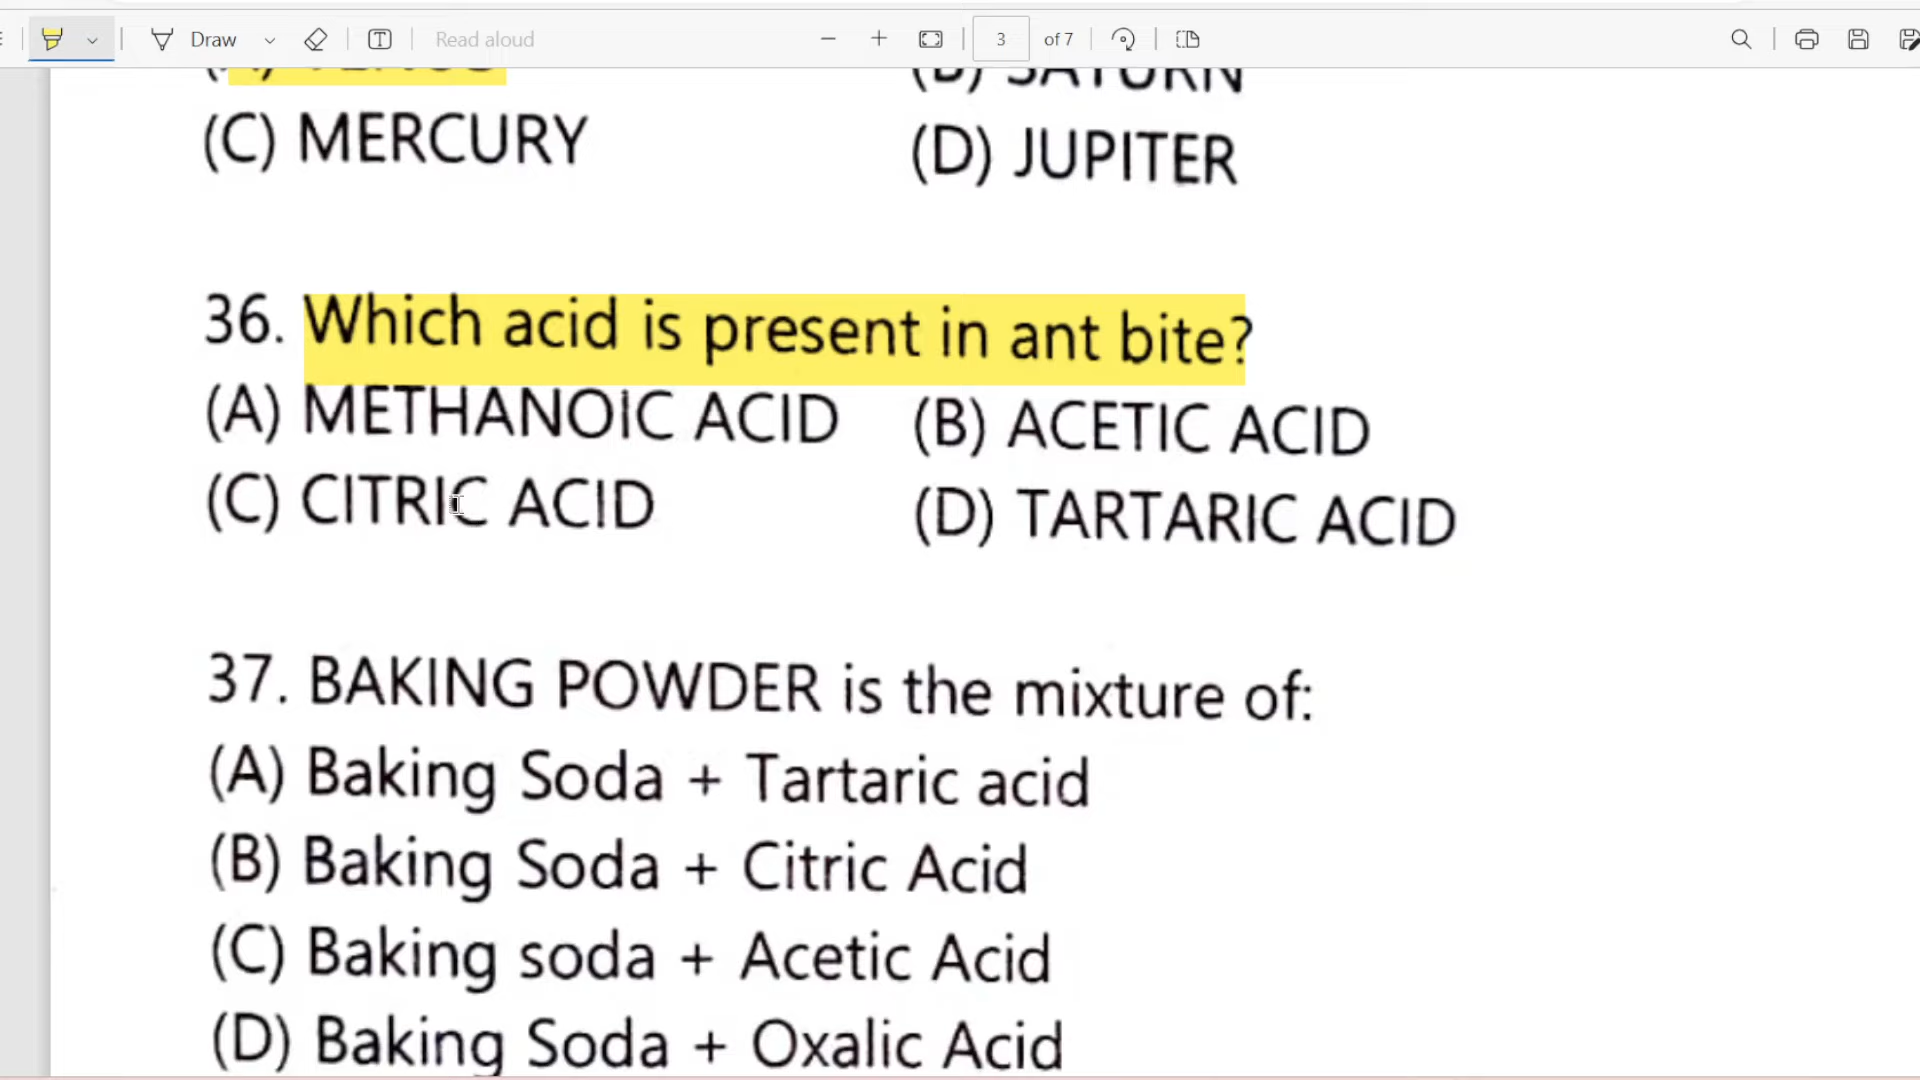 Draw
Read aloud
3 of 7
(A) VENUS (B) SATURN
(C) MERCURY (D) JUPITER
36. Which acid is present in ant bite?
(A) METHANOIC ACID (B) ACETIC ACID
(C) CITRIC ACID (D) TARTARIC ACID
37. BAKING POWDER is the mixture of:
(A) Baking Soda + Tartaric acid
(B) Baking Soda + Citric Acid
(C) Baking soda + Acetic Acid
(D) Baking Soda + Oxalic Acid